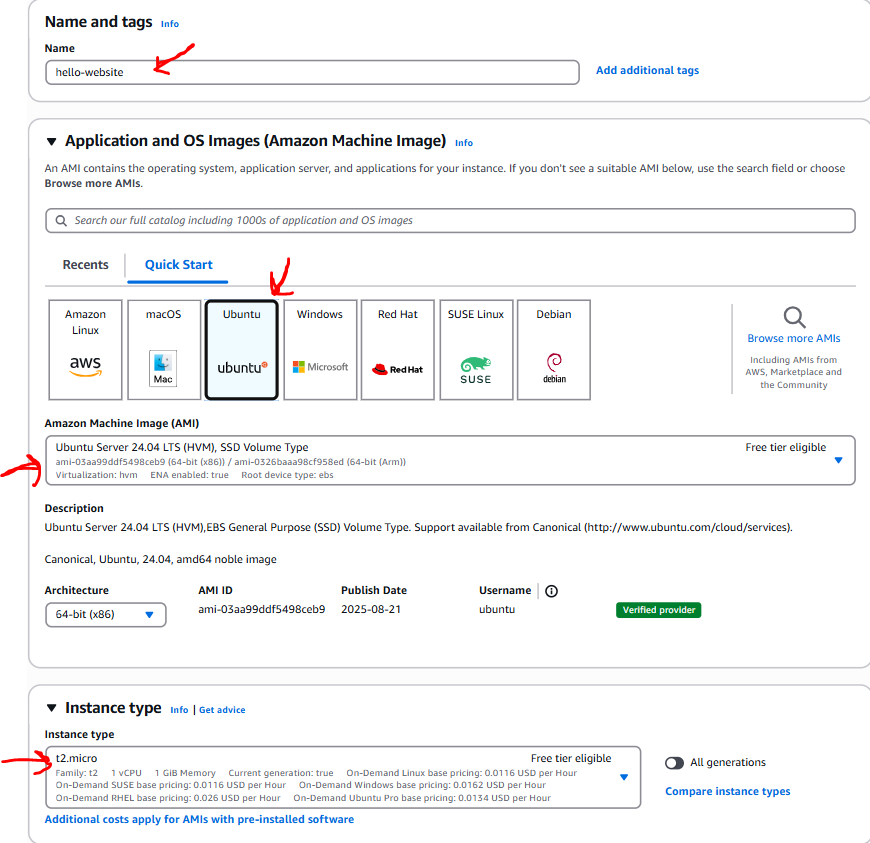 Name and tags Info
Name
hello-website
Add additional tags
Application and OS Images (Amazon Machine Image) Info
An AMI contains the operating system, application server, and applications for your instance. If you don't see a suitable AMI below, use the search field or choose
Browse more AMIs.
Search our full catalog including 1000s of application and OS images
Recents
Quick Start
Amazon
Linux
aws
macOS
Mac
Ubuntu
ubuntu
Windows
Microsoft
Red Hat
Red Hat
SUSE Linux
SUSE
Debian
debian
Browse more AMIs
Including AMIs from
AWS, Marketplace and
the Community
Amazon Machine Image (AMI)
Ubuntu Server 24.04 LTS (HVM), SSD Volume Type
Free tier eligible
ami-03aa99ddf5498ceb9 (64-bit (x86)) / ami-0326baaa98cf958ed (64-bit (Arm))
Virtualization: hvm ENA enabled: true Root device type: ebs
Description
Ubuntu Server 24.04 LTS (HVM),EBS General Purpose (SSD) Volume Type. Support available from Canonical (http://www.ubuntu.com/cloud/services).
Canonical, Ubuntu, 24.04, amd64 noble image
Architecture AMI ID Publish Date Username
64-bit (x86) ami-03aa99ddf5498ceb9 2025-08-21 ubuntu Verified provider
Instance type Info | Get advice
Instance type
t2.micro
Free tier eligible
Family: t2 1 vCPU 1 GiB Memory Current generation: true On-Demand Linux base pricing: 0.0116 USD per Hour
On-Demand SUSE base pricing: 0.0116 USD per Hour On-Demand Windows base pricing: 0.0162 USD per Hour
On-Demand RHEL base pricing: 0.026 USD per Hour On-Demand Ubuntu Pro base pricing: 0.0134 USD per Hour
All generations
Compare instance types
Additional costs apply for AMIs with pre-installed software